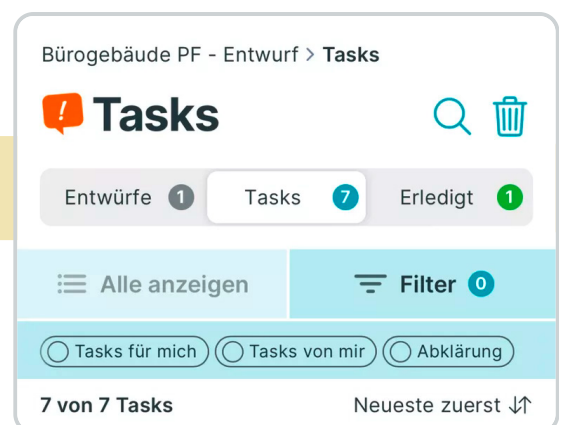 Bürogebäude PF - Entwurf > Tasks
! Tasks
Entwürfe 1 Tasks 7 Erledigt 1
Alle anzeigen Filter 0
Tasks für mich Tasks von mir Abklärung
7 von 7 Tasks Neueste zuerst ↓↑